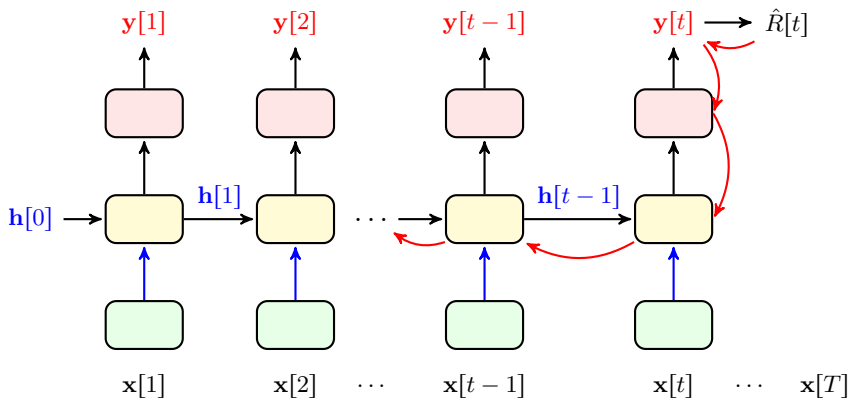 y[1] y[2] y[t−1] y[t] R̂[t]
h[1] h[t−1]
h[0] ⋯
x[1] x[2] ⋯ x[t−1] x[t] ⋯ x[T]